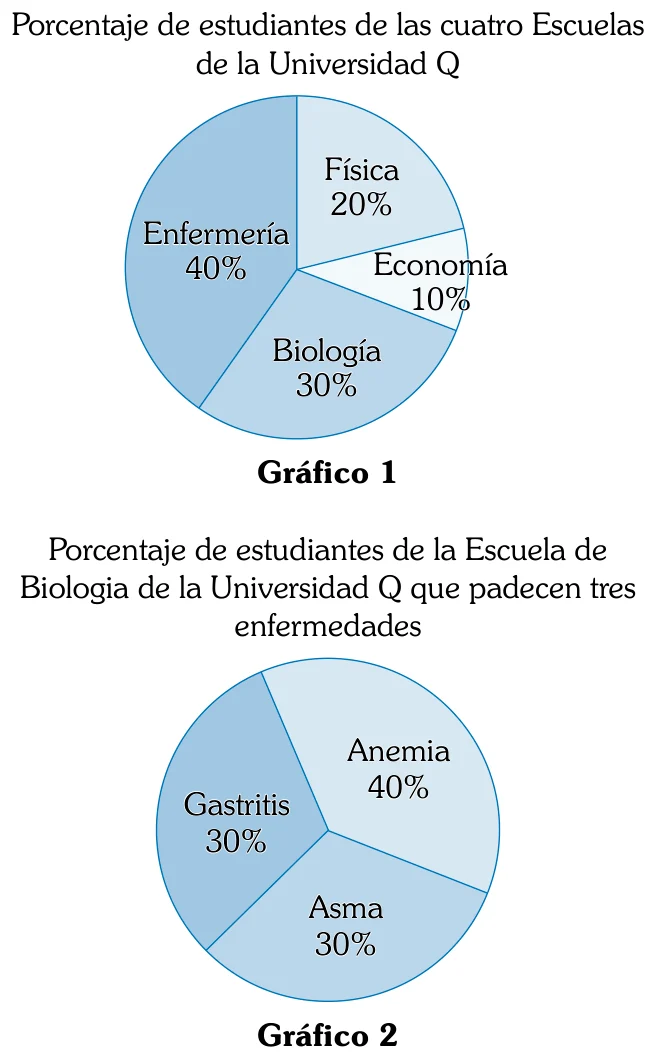 Porcentaje de estudiantes de las cuatro Escuelas
de la Universidad Q
Física
20%
Enfermería
40%
Economía
10%
Biología
30%
Gráfico 1
Porcentaje de estudiantes de la Escuela de
Biologia de la Universidad Q que padecen tres
enfermedades
Anemia
40%
Gastritis
30%
Asma
30%
Gráfico 2